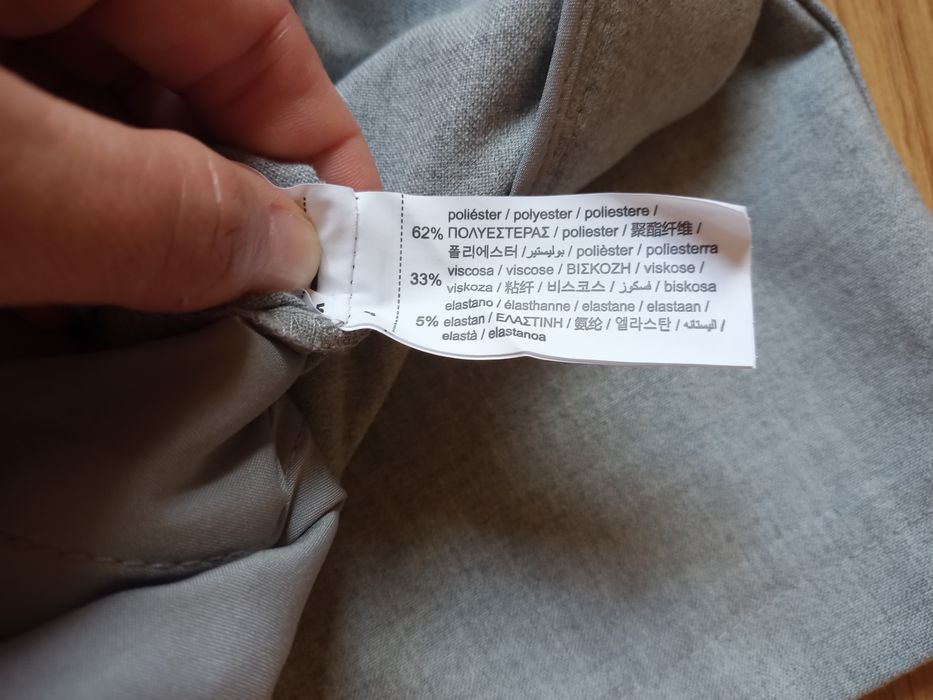 poliéster / polyester / poliestere /
62% ΠΟΛΥΕΣΤΕΡΑΣ / poliester / 聚酯纤维 /
폴리에스터 / بوليستير / polièster / poliesterra
33% viscosa / viscose / ΒΙΣΚΟΖΗ / viskose /
viskoza / 粘纤 / 비스코스 / فسكوز / biskosa
elastano / élasthanne / elastane / elastaan /
5% elastan / ΕΛΑΣΤΙΝΗ / 氨纶 / 엘라스탄 / اليستانه /
elastà / elastanoa